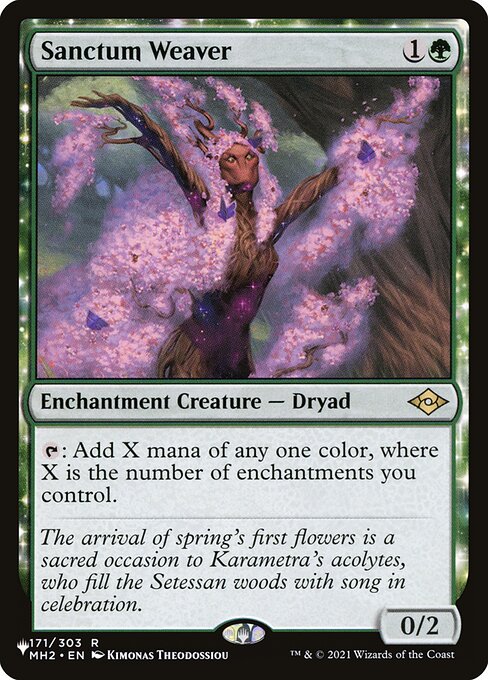 Sanctum Weaver 1
Enchantment Creature — Dryad
: Add X mana of any one color, where
X is the number of enchantments you
control.
The arrival of spring's first flowers is a
sacred occasion to Karametra's acolytes,
who fill the Setessan woods with song in
celebration.
0/2
171/303 R
MH2 • EN Kimonas Theodossiou
™ & © 2021 Wizards of the Coast